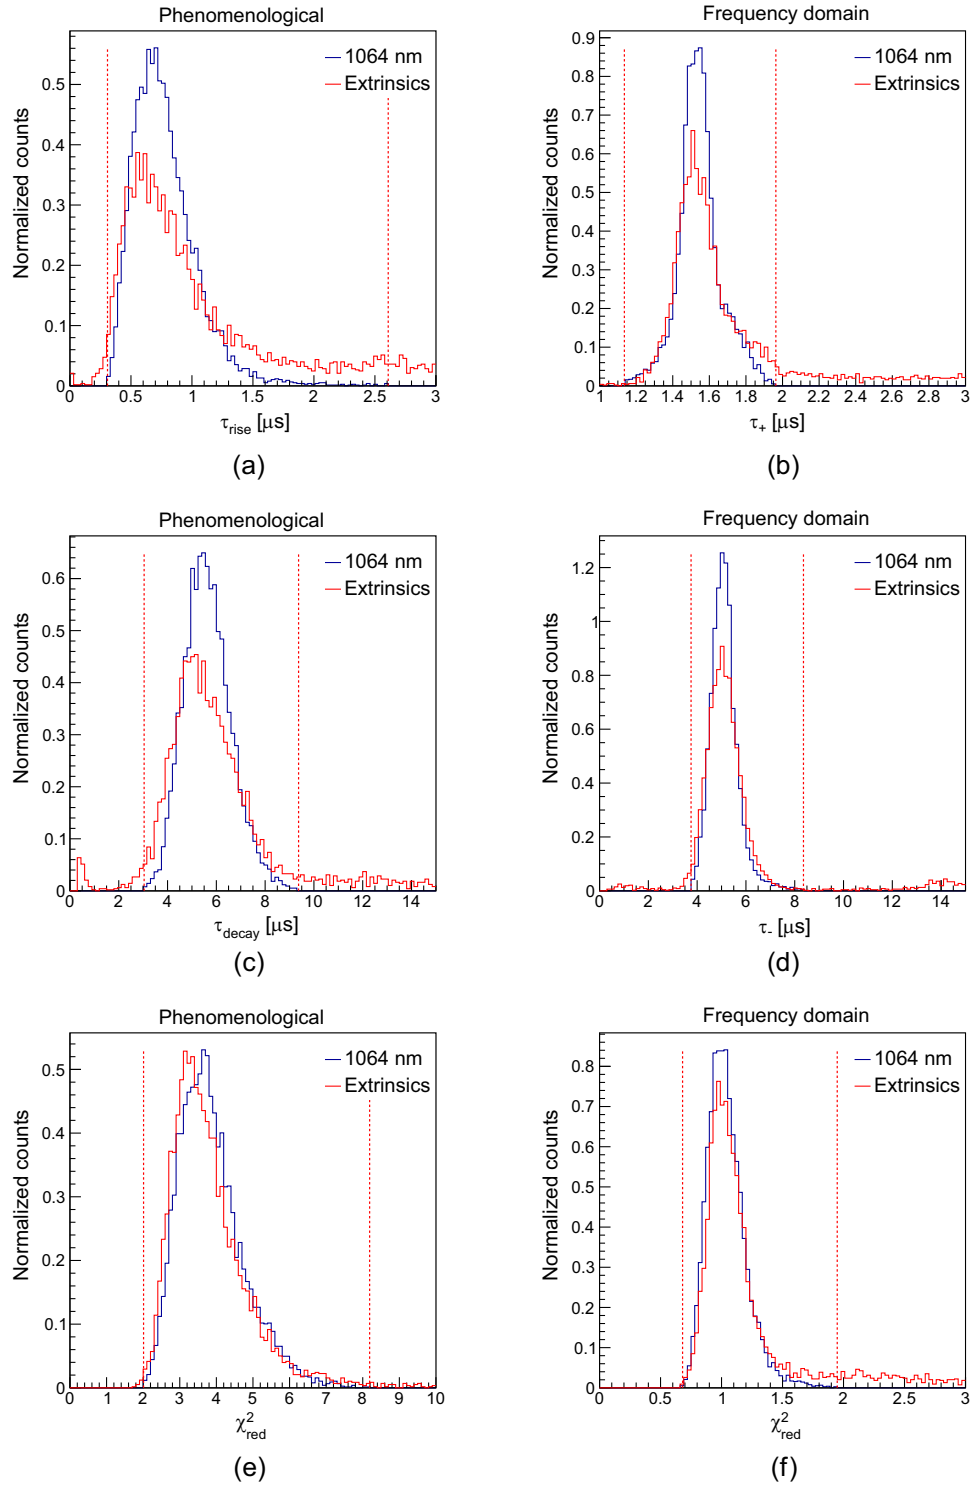 Phenomenological
Normalized counts
1064 nm
Extrinsics
0.5
0.4
0.3
0.2
0.1
0
0 0.5 1 1.5 2 2.5 3
τrise [μs]
(a)
Frequency domain
Normalized counts
1064 nm
Extrinsics
0.9
0.8
0.7
0.6
0.5
0.4
0.3
0.2
0.1
0
1 1.2 1.4 1.6 1.8 2 2.2 2.4 2.6 2.8 3
τ+ [μs]
(b)
Phenomenological
Normalized counts
1064 nm
Extrinsics
0.6
0.5
0.4
0.3
0.2
0.1
0
0 2 4 6 8 10 12 14
τdecay [μs]
(c)
Frequency domain
Normalized counts
1064 nm
Extrinsics
1.2
1
0.8
0.6
0.4
0.2
0
0 2 4 6 8 10 12 14
τ- [μs]
(d)
Phenomenological
Normalized counts
1064 nm
Extrinsics
0.5
0.4
0.3
0.2
0.1
0
0 1 2 3 4 5 6 7 8 9 10
χ²red
(e)
Frequency domain
Normalized counts
1064 nm
Extrinsics
0.8
0.7
0.6
0.5
0.4
0.3
0.2
0.1
0
0 0.5 1 1.5 2 2.5 3
χ²red
(f)